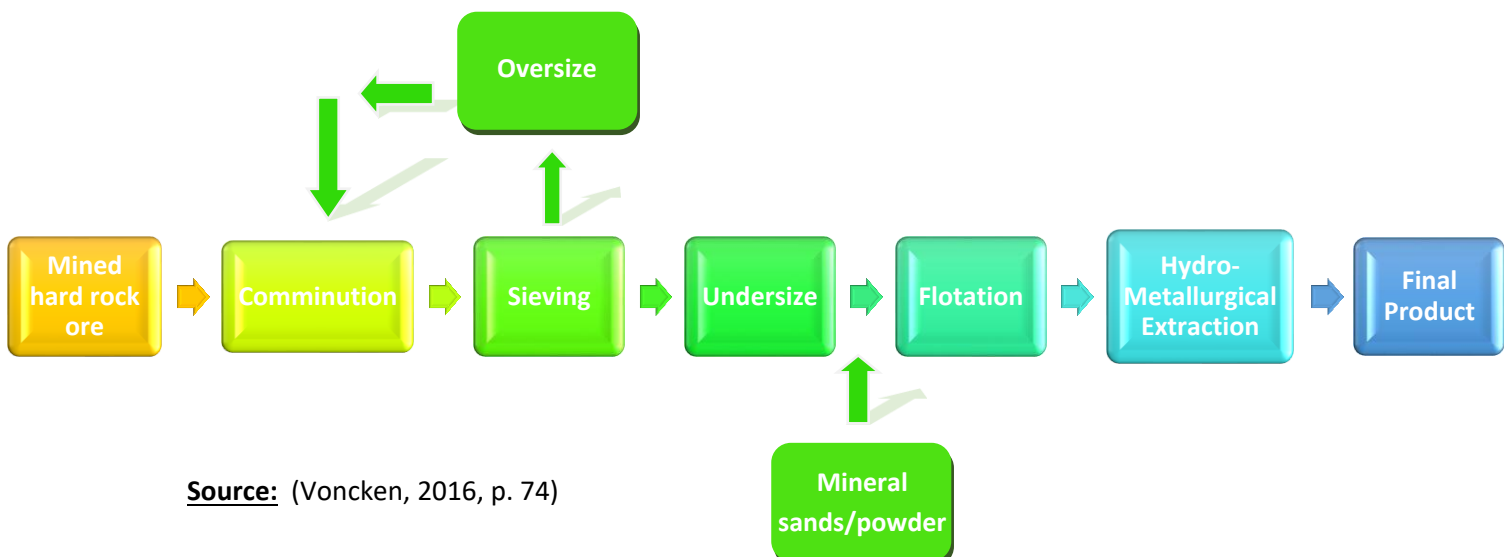 Oversize
Mined
hard rock
ore
Comminution
Sieving
Undersize
Flotation
Hydro-
Metallurgical
Extraction
Final
Product
Mineral
sands/powder
Source: (Voncken, 2016, p. 74)